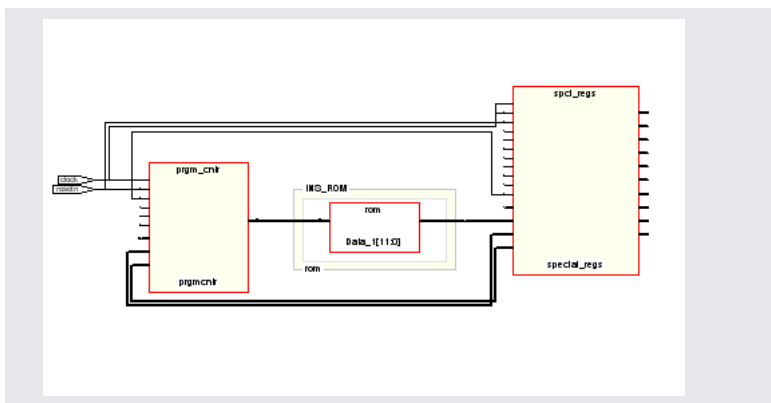 spcl_regs
clock
resetn
prgm_cntr
INS_ROM
rom
Data_1[11:0]
rom
prgmcntr
special_regs